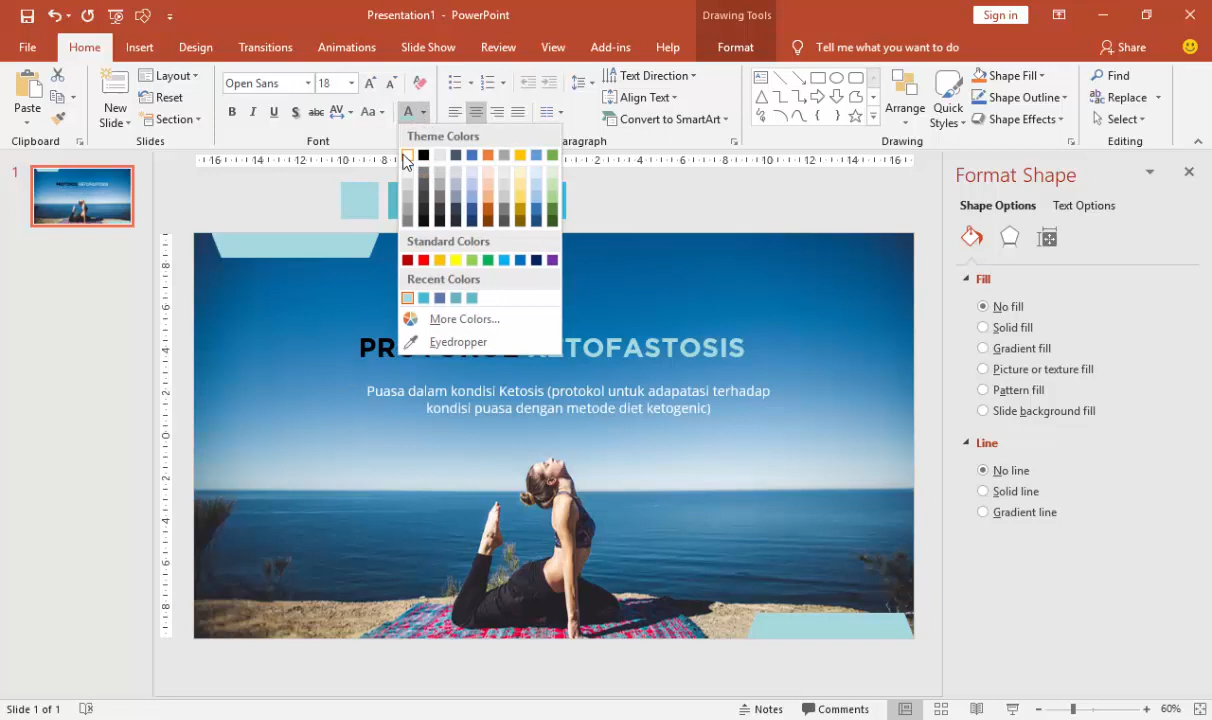 Presentation1 - PowerPoint
Drawing Tools
Sign in
File
Home
Insert
Design
Transitions
Animations
Slide Show
Review
View
Add-ins
Help
Format
Tell me what you want to do
Share
Paste
Clipboard
New
Slide
Layout
Reset
Section
Slides
Open Sans
18
B I U S abc AV Aa A
Font
Text Direction
Align Text
Convert to SmartArt
Paragraph
Arrange
Quick
Styles
Shape Fill
Shape Outline
Shape Effects
Drawing
Find
Replace
Select
Editing
Theme Colors
Standard Colors
Recent Colors
More Colors...
Eyedropper
1
KETOFASTOSIS
Puasa dalam kondisi Ketosis (protokol untuk adapatasi terhadap
kondisi puasa dengan metode diet ketogenic)
Format Shape
Shape Options
Text Options
Fill
No fill
Solid fill
Gradient fill
Picture or texture fill
Pattern fill
Slide background fill
Line
No line
Solid line
Gradient line
Slide 1 of 1
Notes
Comments
60%